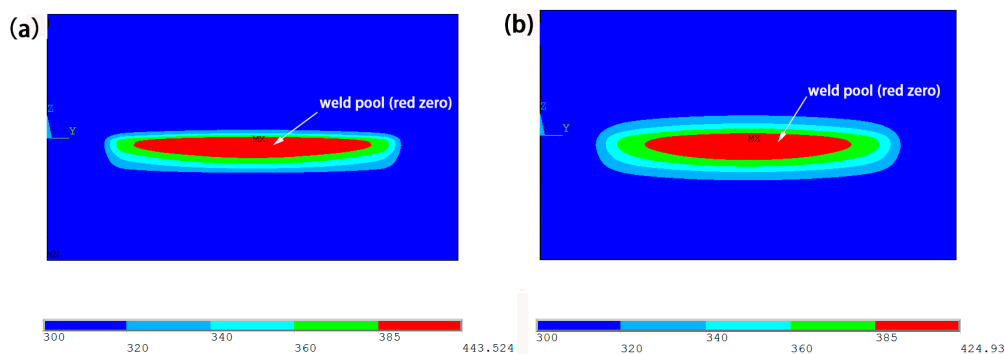 (a)
weld pool (red zero)
Z
Y
MX
MN
300
320
340
360
385
443.524
(b)
weld pool (red zero)
Z
Y
MX
300
320
340
360
385
424.93